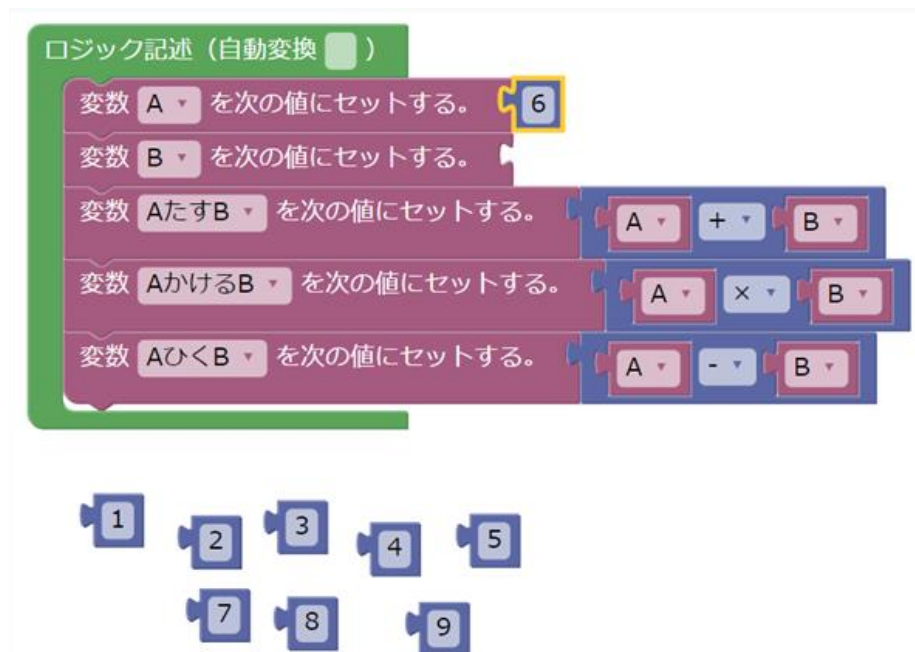 ロジック記述（自動変換 ）
変数 A を次の値にセットする。 6
変数 B を次の値にセットする。
変数 AたすB を次の値にセットする。 A + B
変数 AかけるB を次の値にセットする。 A × B
変数 AひくB を次の値にセットする。 A - B
1 2 3 4 5
7 8 9